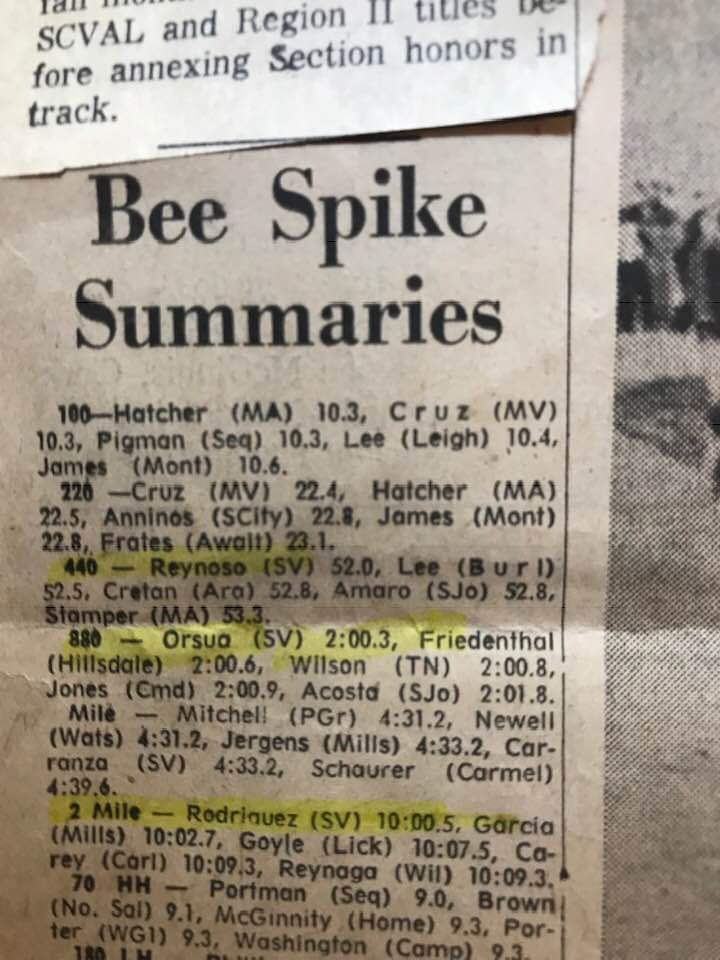 SCVAL and Region II titles be-
fore annexing Section honors in
track.
Bee Spike
Summaries
100—Hatcher (MA) 10.3, Cruz (MV)
10.3, Pigman (Seq) 10.3, Lee (Leigh) 10.4,
James (Mont) 10.6.
220 —Cruz (MV) 22.4, Hatcher (MA)
22.5, Anninos (SCity) 22.8, James (Mont)
22.8, Frates (Awalt) 23.1.
440 — Reynoso (SV) 52.0, Lee (Burl)
52.5, Cretan (Ara) 52.8, Amaro (SJo) 52.8,
Stamper (MA) 53.3.
880 — Orsua (SV) 2:00.3, Friedenthal
(Hillsdale) 2:00.6, Wilson (TN) 2:00.8,
Jones (Cmd) 2:00.9, Acosta (SJo) 2:01.8.
Mile — Mitchell (PGr) 4:31.2, Newell
(Wats) 4:31.2, Jergens (Mills) 4:33.2, Car-
ranza (SV) 4:33.2, Schaurer (Carmel)
4:39.6.
2 Mile — Rodriquez (SV) 10:00.5, Garcia
(Mills) 10:02.7, Goyle (Lick) 10:07.5, Ca-
rey (Carl) 10:09.3, Reynaga (Wil) 10:09.3.
70 HH — Portman (Seq) 9.0, Brown
(No. Sal) 9.1, McGinnity (Home) 9.3, Por-
ter (WGl) 9.3, Washington (Camp) 9.3.
180 LH